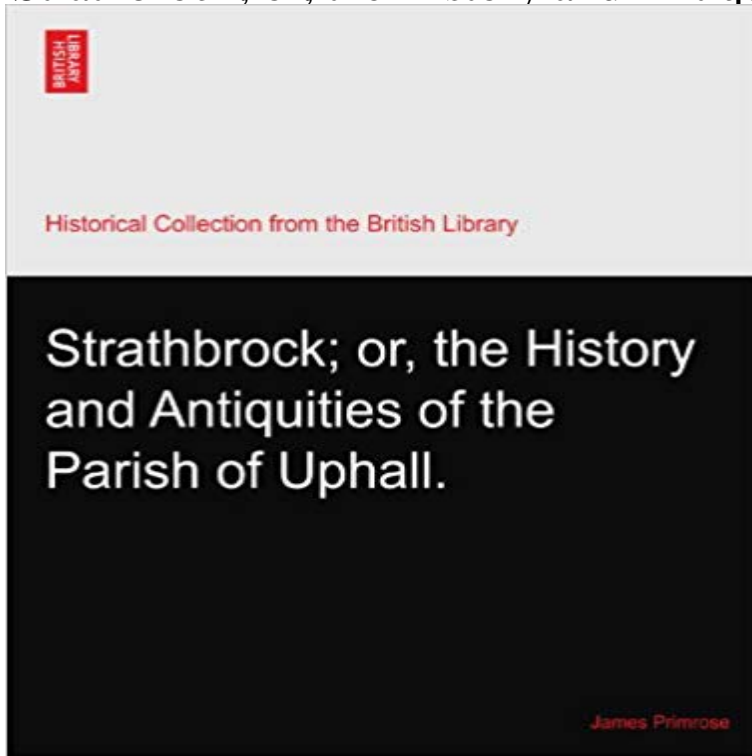 BRITISH
LIBRARY
Historical Collection from the British Library
Strathbrock; or, the History
and Antiquities of the
Parish of Uphall.
James Primrose